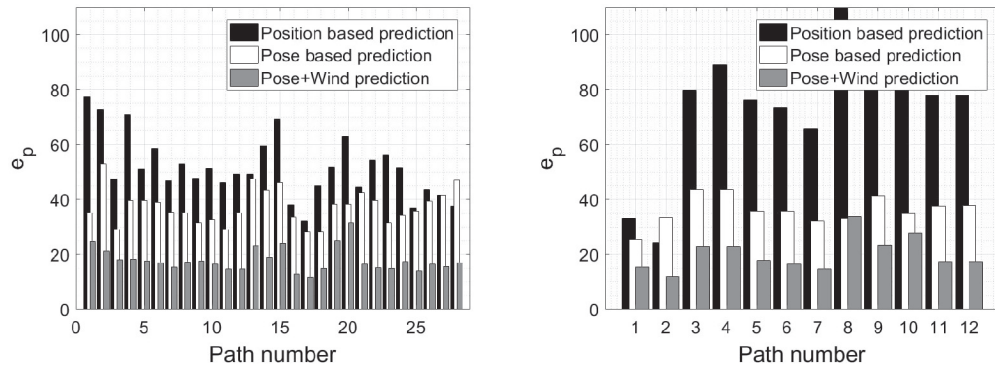 100
80
60
40
20
0
e_p
0 5 10 15 20 25
Path number
Position based prediction
Pose based prediction
Pose+Wind prediction
100
80
60
40
20
0
e_p
1 2 3 4 5 6 7 8 9 10 11 12
Path number
Position based prediction
Pose based prediction
Pose+Wind prediction